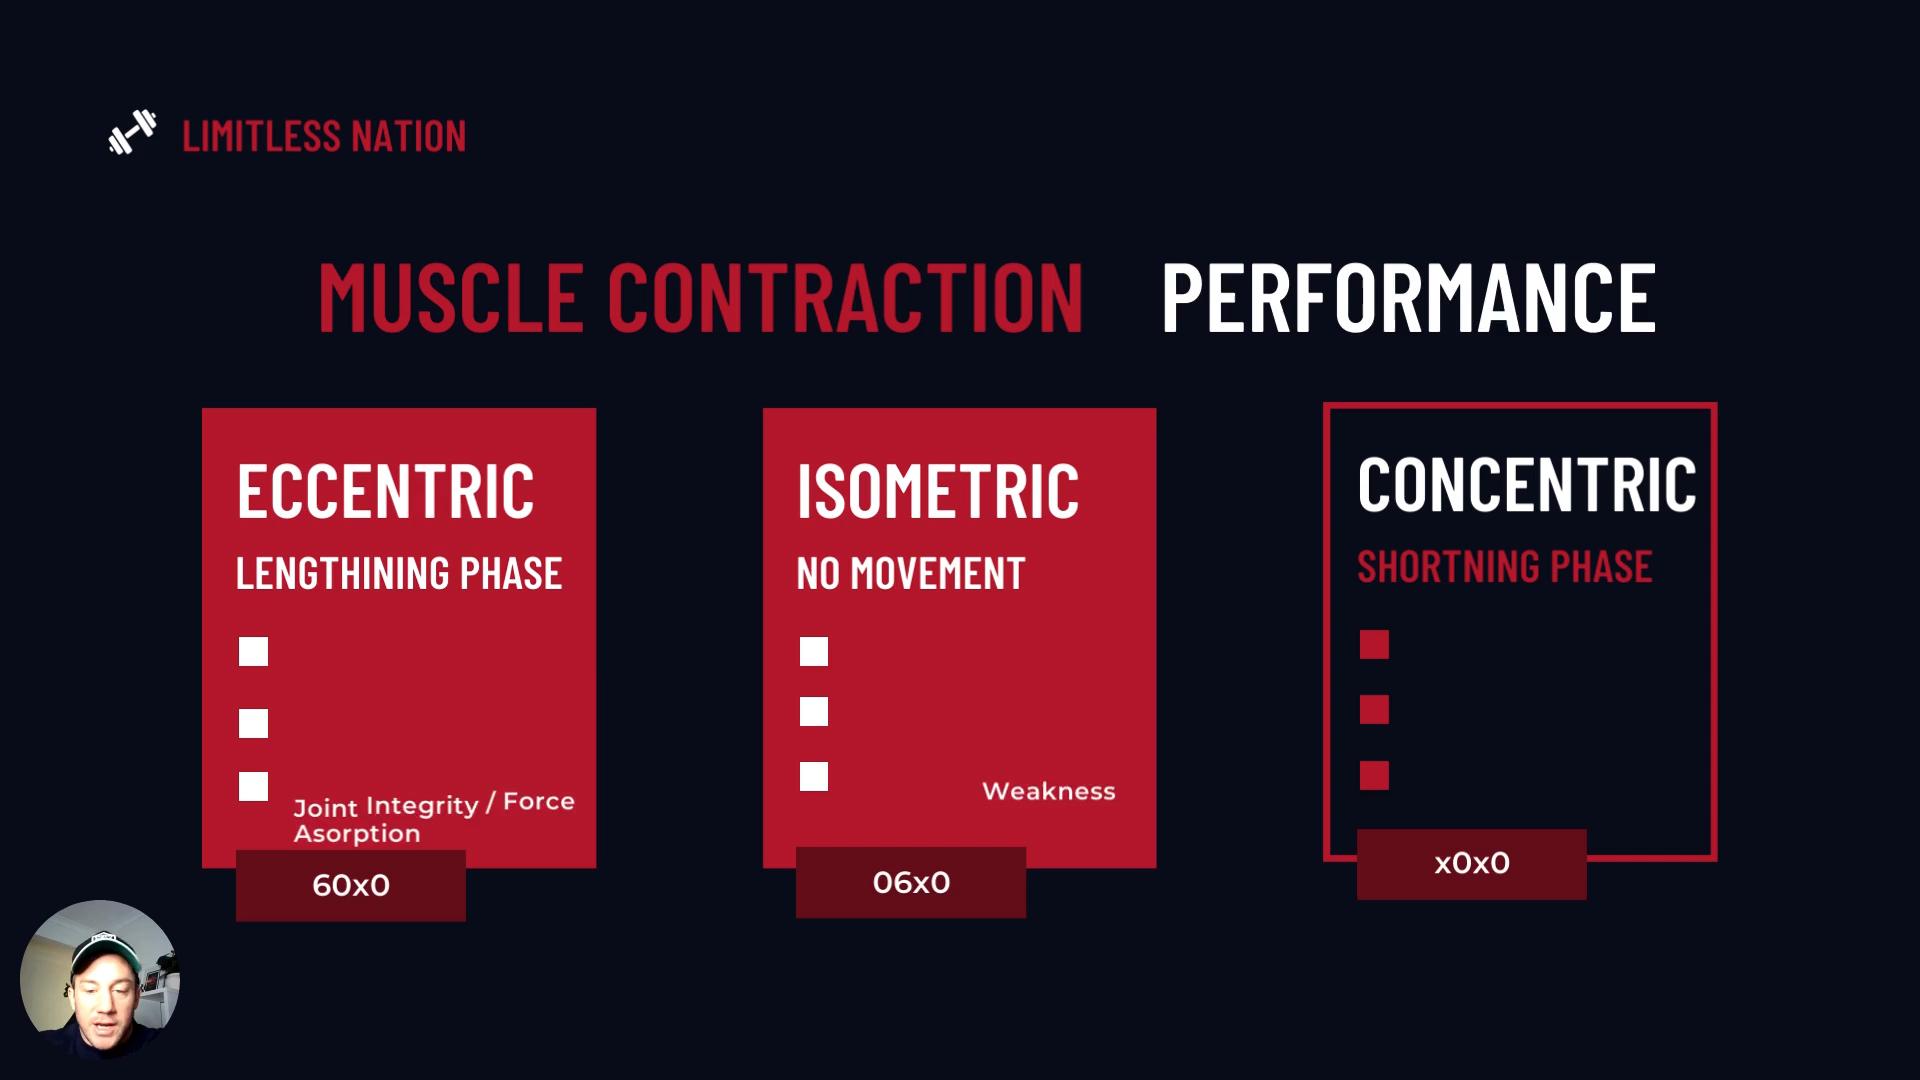 LIMITLESS NATION
MUSCLE CONTRACTION PERFORMANCE
ECCENTRIC
LENGTHINING PHASE
Joint Integrity / Force
Asorption
60x0
ISOMETRIC
NO MOVEMENT
Weakness
06x0
CONCENTRIC
SHORTNING PHASE
x0x0